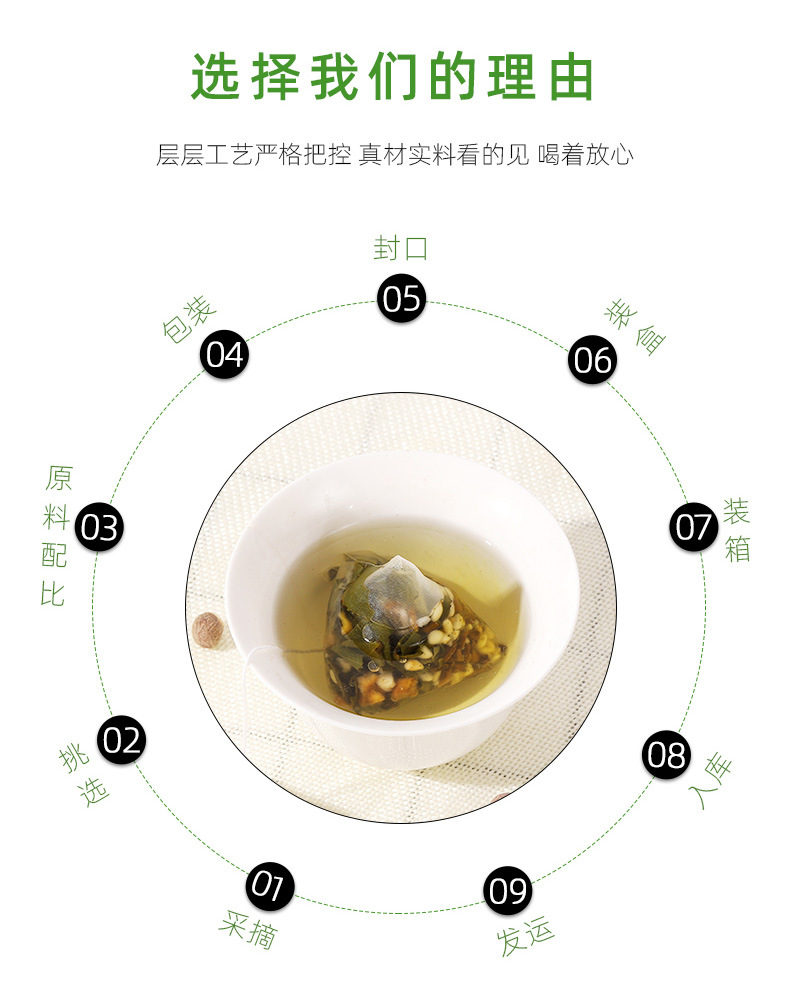 选择我们的理由
层层工艺严格把控 真材实料看的见 喝着放心
01
采摘
02
挑选
03
原料配比
04
包装
05
封口
06
装盒
07
装箱
08
入库
09
发运